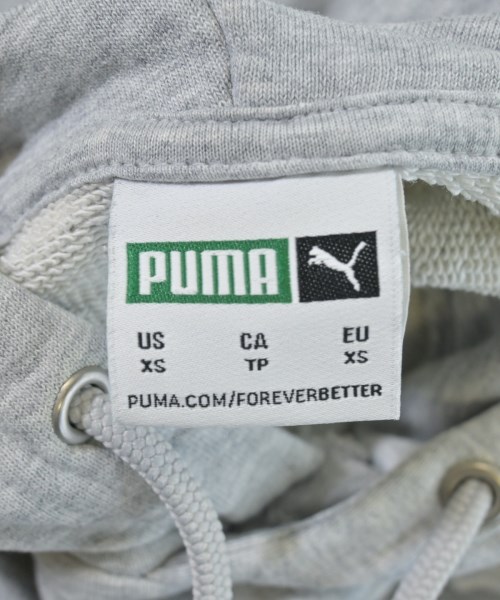 PUMA
US CA EU
XS TP XS
PUMA.COM/FOREVERBETTER